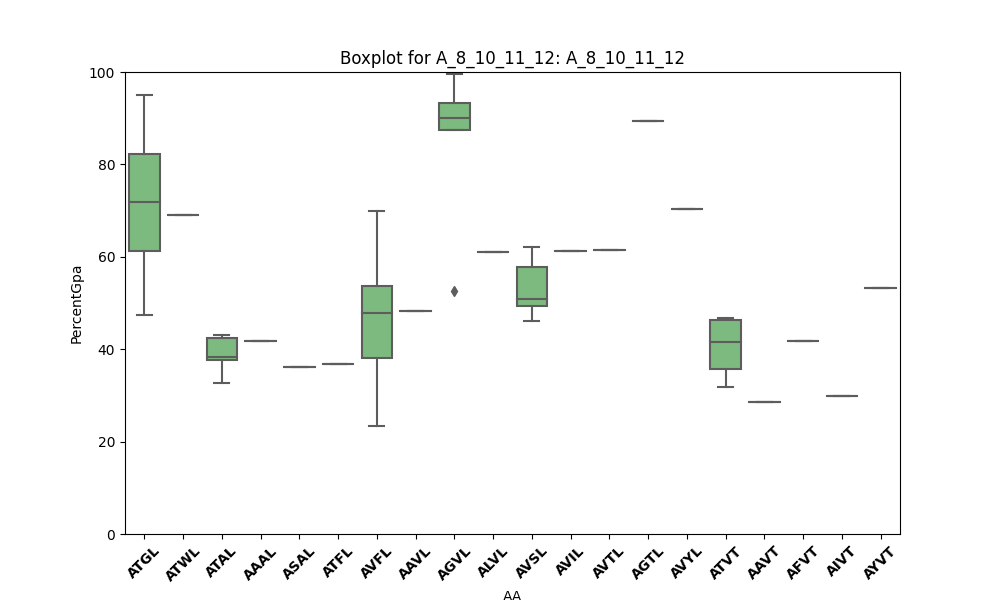 Boxplot for A_8_10_11_12: A_8_10_11_12
100
80
60
40
20
0
PercentGpa
ATGL ATWL ATAL AAAL ASAL ATFL AVFL AAVL AGVL ALVL AVSL AVIL AVTL AGTL AVYL ATVT AAVT AFVT AIVT AYVT
AA